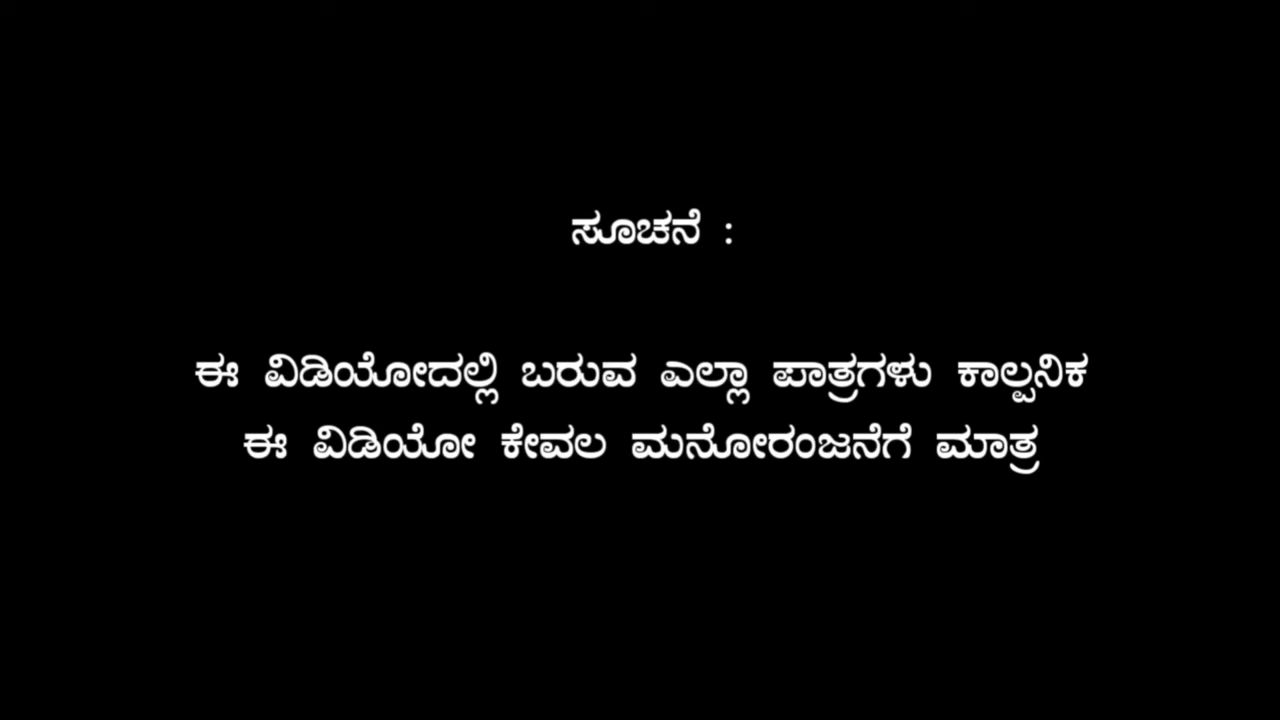 ಸೂಚನೆ :
ಈ ವಿಡಿಯೋದಲ್ಲಿ ಬರುವ ಎಲ್ಲಾ ಪಾತ್ರಗಳು ಕಾಲ್ಪನಿಕ
ಈ ವಿಡಿಯೋ ಕೇವಲ ಮನೋರಂಜನೆಗೆ ಮಾತ್ರ